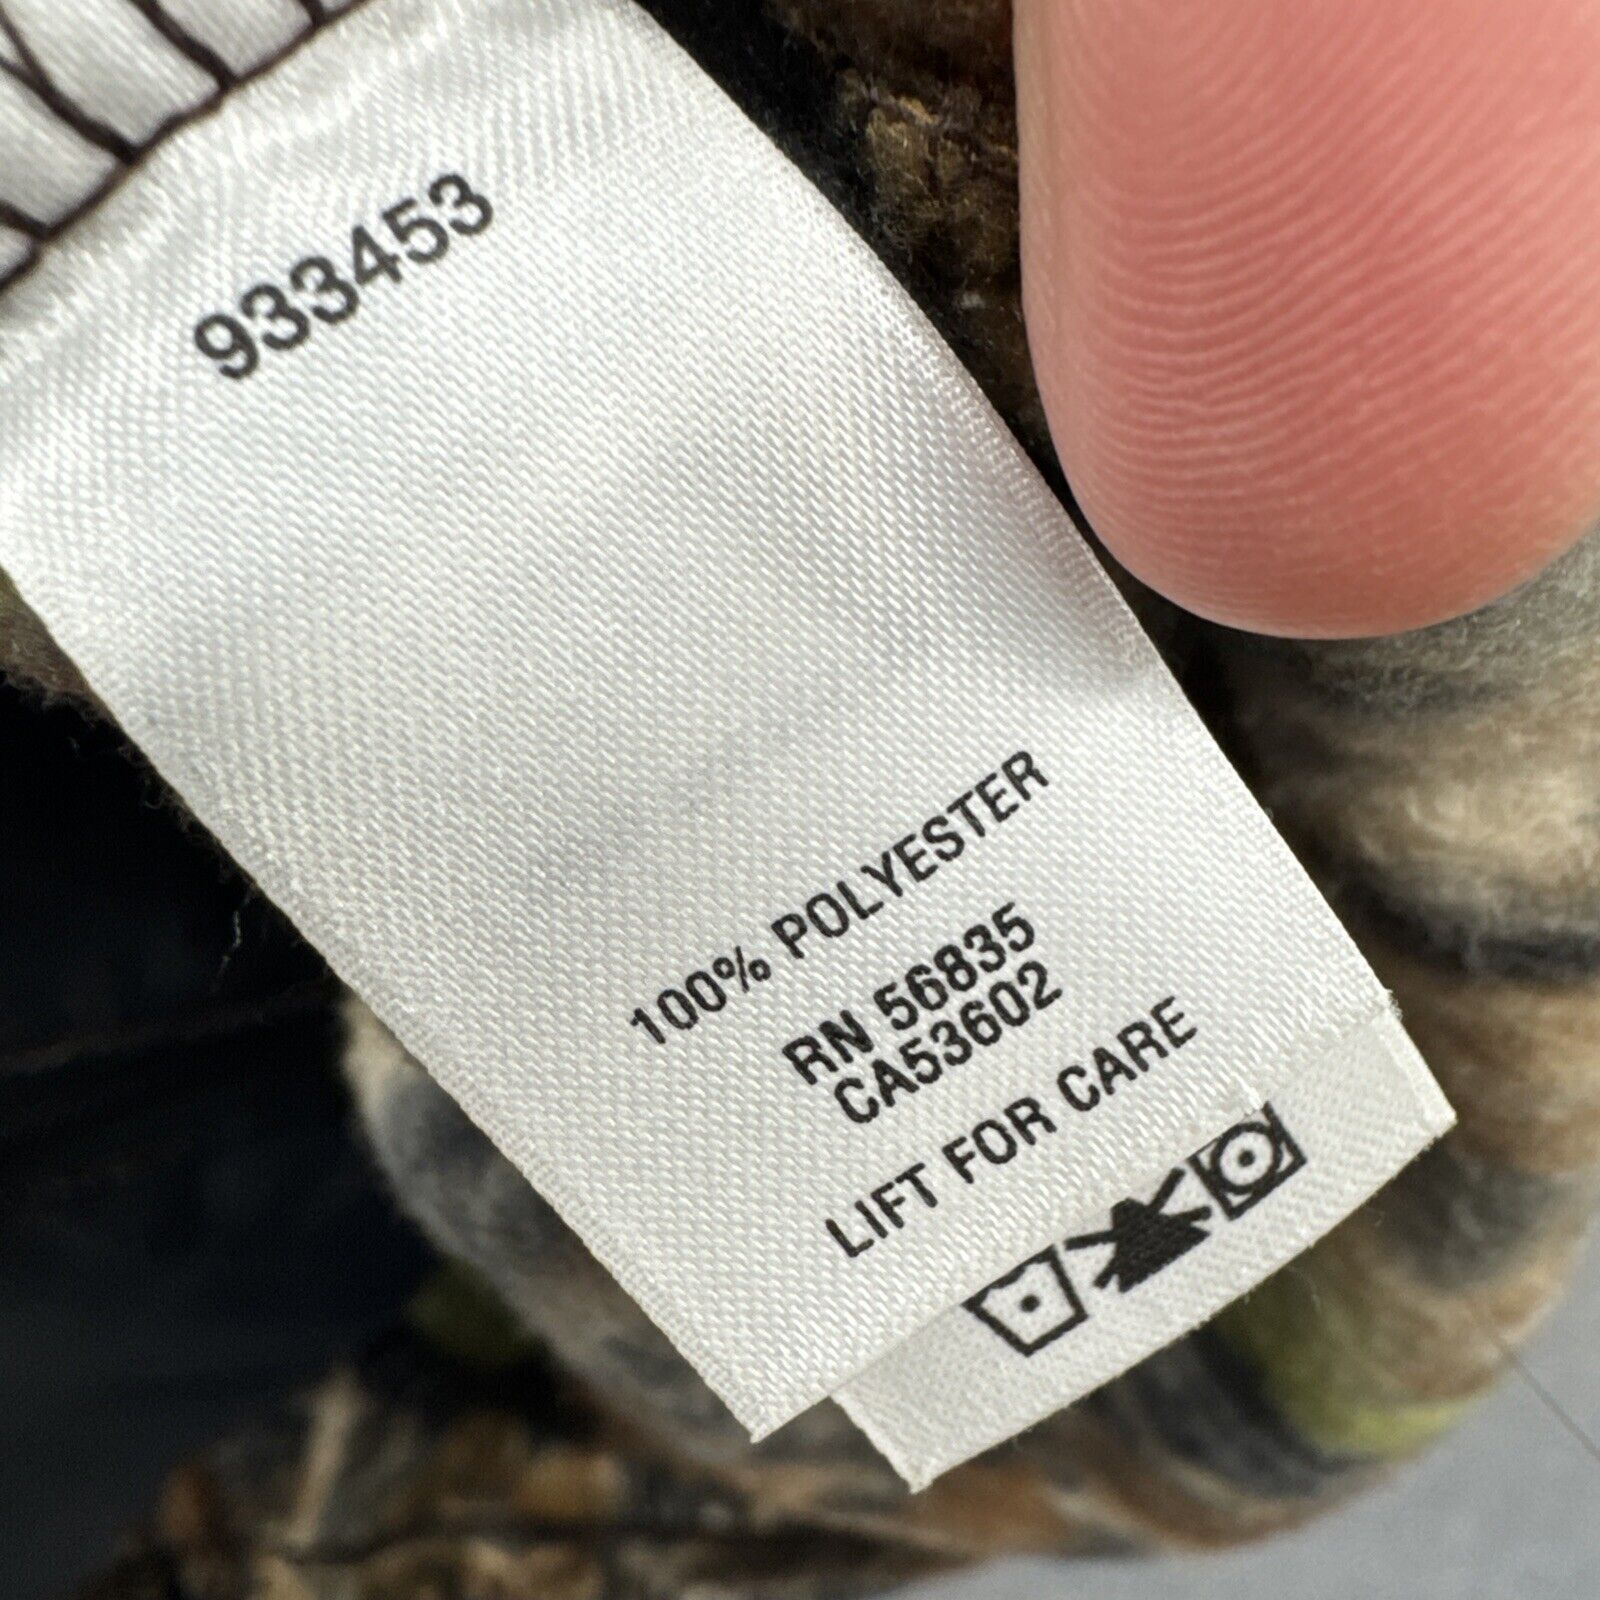 933453
100% POLYESTER
RN 56835
CA53602
LIFT FOR CARE